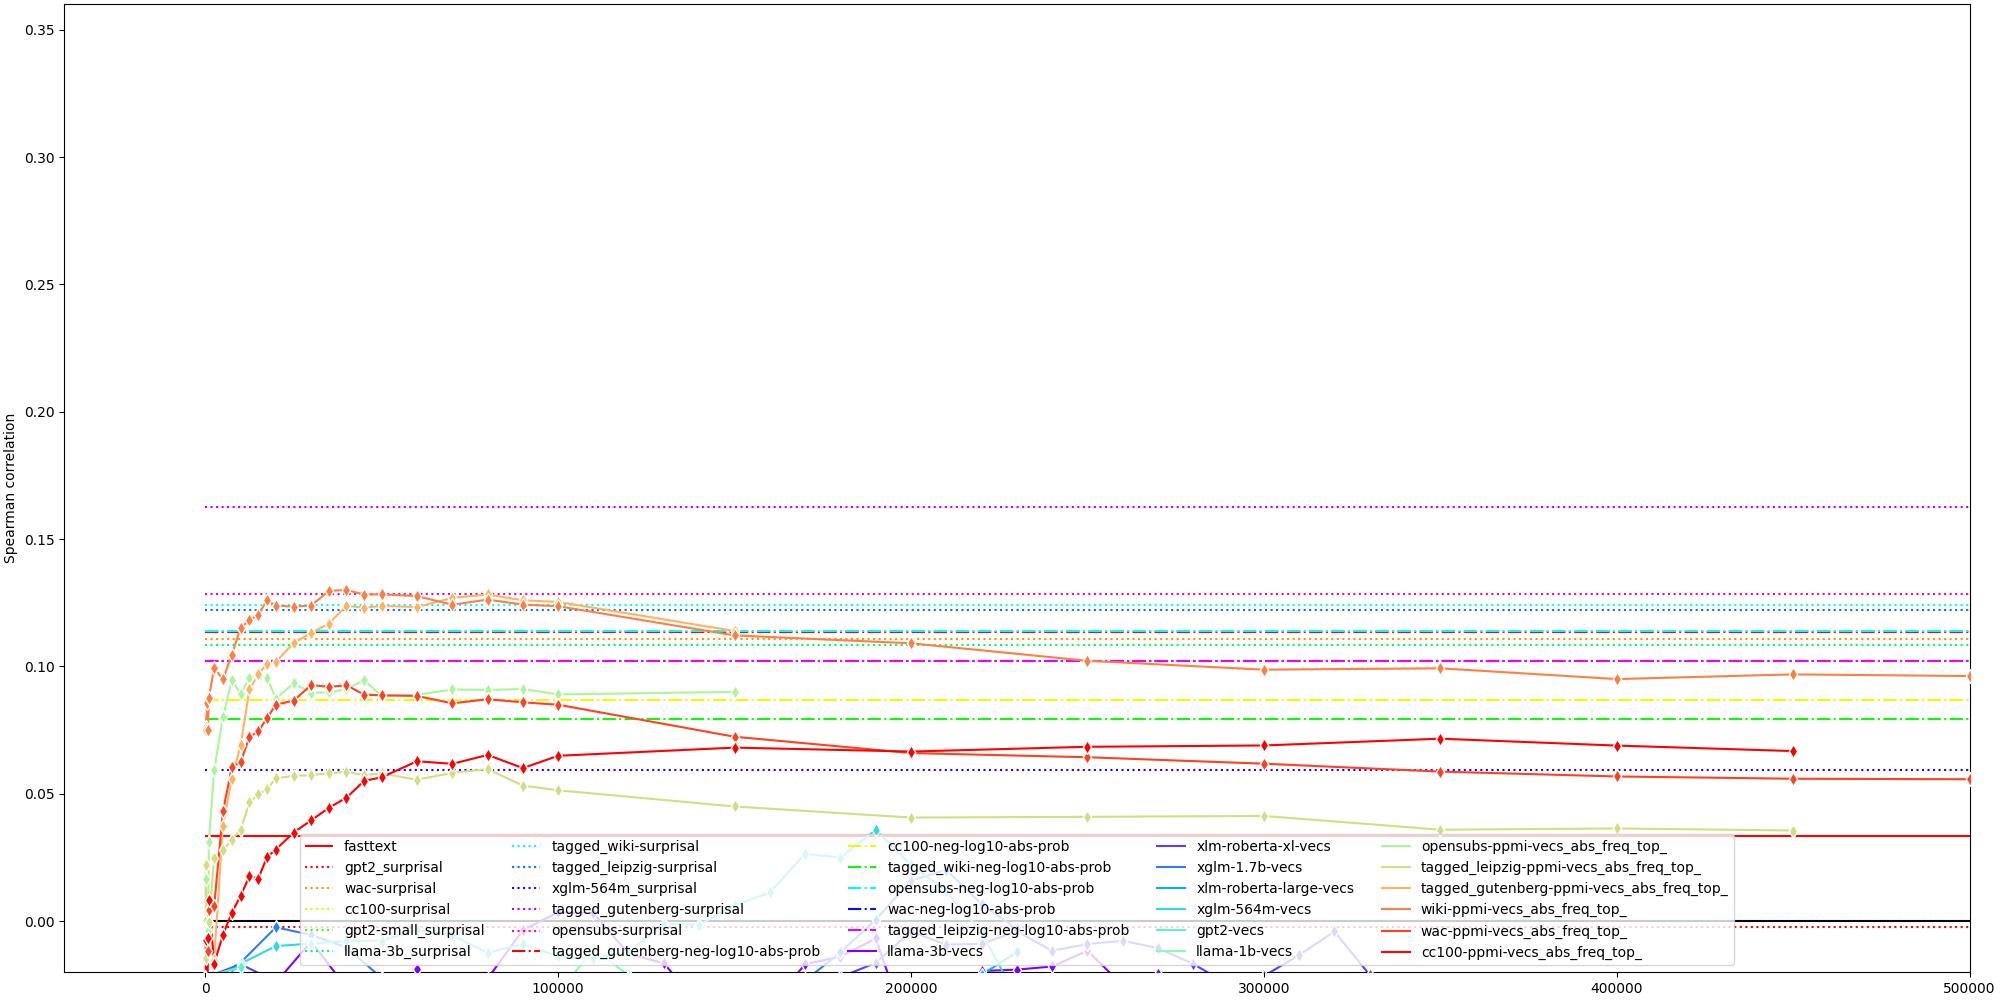 0.35
0.30
0.25
0.20
0.15
0.10
0.05
0.00
Spearman correlation
0
100000
200000
300000
400000
500000
fasttext
gpt2_surprisal
wac-surprisal
cc100-surprisal
gpt2-small_surprisal
llama-3b_surprisal
tagged_wiki-surprisal
tagged_leipzig-surprisal
xglm-564m_surprisal
tagged_gutenberg-surprisal
opensubs-surprisal
tagged_gutenberg-neg-log10-abs-prob
cc100-neg-log10-abs-prob
tagged_wiki-neg-log10-abs-prob
opensubs-neg-log10-abs-prob
wac-neg-log10-abs-prob
tagged_leipzig-neg-log10-abs-prob
llama-3b-vecs
xlm-roberta-xl-vecs
xglm-1.7b-vecs
xlm-roberta-large-vecs
xglm-564m-vecs
gpt2-vecs
llama-1b-vecs
opensubs-ppmi-vecs_abs_freq_top_
tagged_leipzig-ppmi-vecs_abs_freq_top_
tagged_gutenberg-ppmi-vecs_abs_freq_top_
wiki-ppmi-vecs_abs_freq_top_
wac-ppmi-vecs_abs_freq_top_
cc100-ppmi-vecs_abs_freq_top_